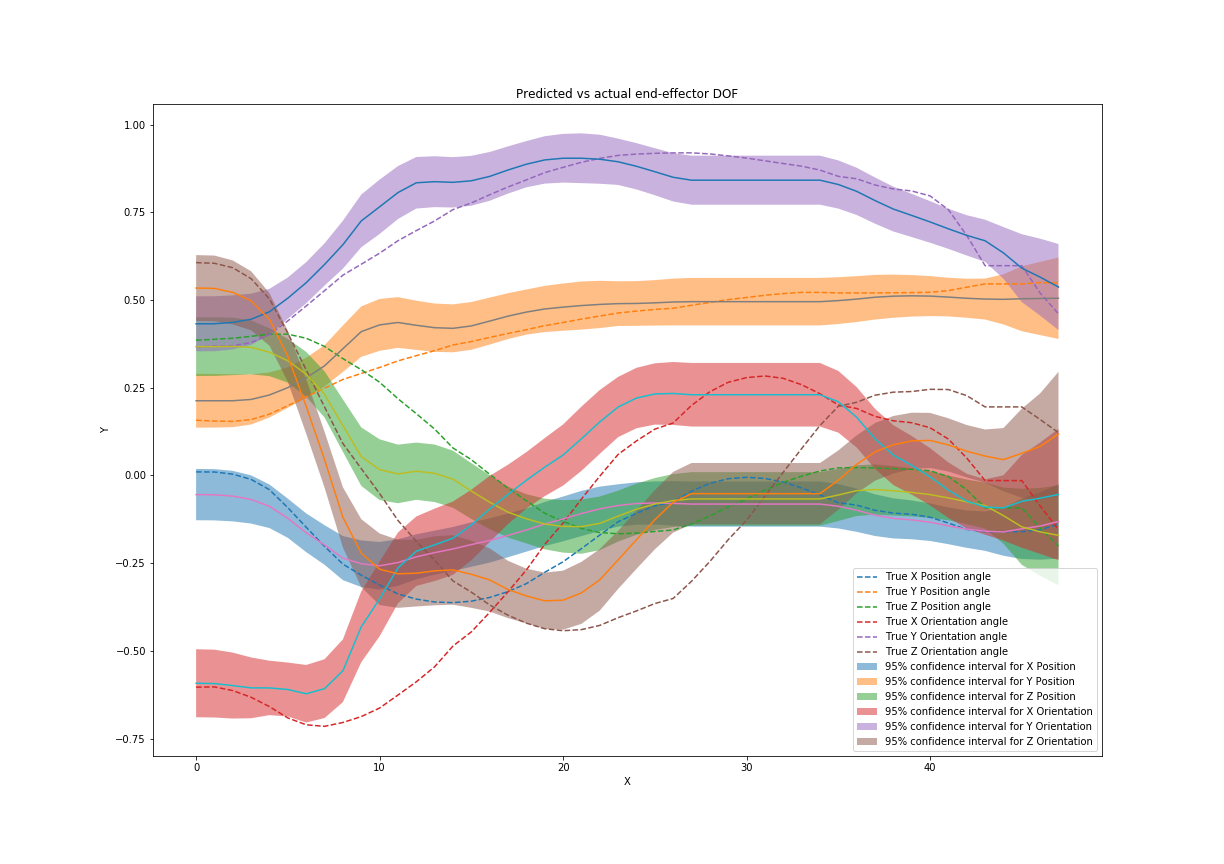 Predicted vs actual end-effector DOF
1.00
0.75
0.50
0.25
0.00
−0.25
−0.50
−0.75
Y
0
10
20
30
40
X
True X Position angle
True Y Position angle
True Z Position angle
True X Orientation angle
True Y Orientation angle
True Z Orientation angle
95% confidence interval for X Position
95% confidence interval for Y Position
95% confidence interval for Z Position
95% confidence interval for X Orientation
95% confidence interval for Y Orientation
95% confidence interval for Z Orientation